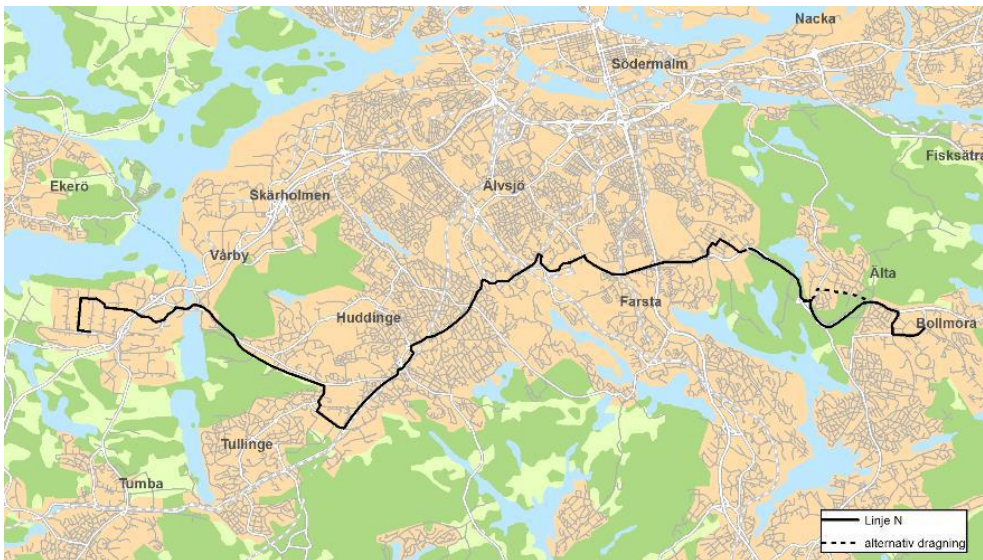 Nacka
Södermalm
Fisksätra
Ekerö
Skärholmen
Älvsjö
Vårby
Älta
Farsta
Huddinge
Bollmora
Tullinge
Tumba
Linje N
alternativ dragning